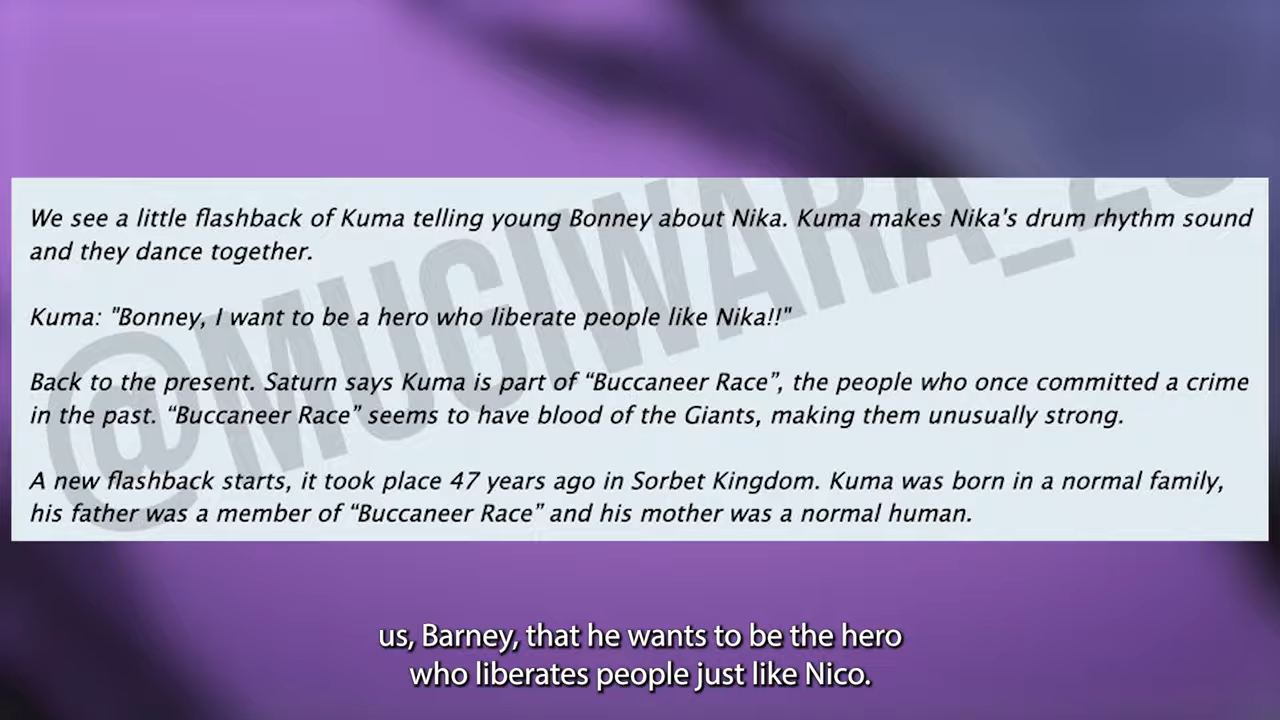 @MUGIWARA_2
We see a little flashback of Kuma telling young Bonney about Nika. Kuma makes Nika's drum rhythm sound
and they dance together.
Kuma: "Bonney, I want to be a hero who liberate people like Nika!!"
Back to the present. Saturn says Kuma is part of “Buccaneer Race”, the people who once committed a crime
in the past. “Buccaneer Race” seems to have blood of the Giants, making them unusually strong.
A new flashback starts, it took place 47 years ago in Sorbet Kingdom. Kuma was born in a normal family,
his father was a member of “Buccaneer Race” and his mother was a normal human.
us, Barney, that he wants to be the hero
who liberates people just like Nico.